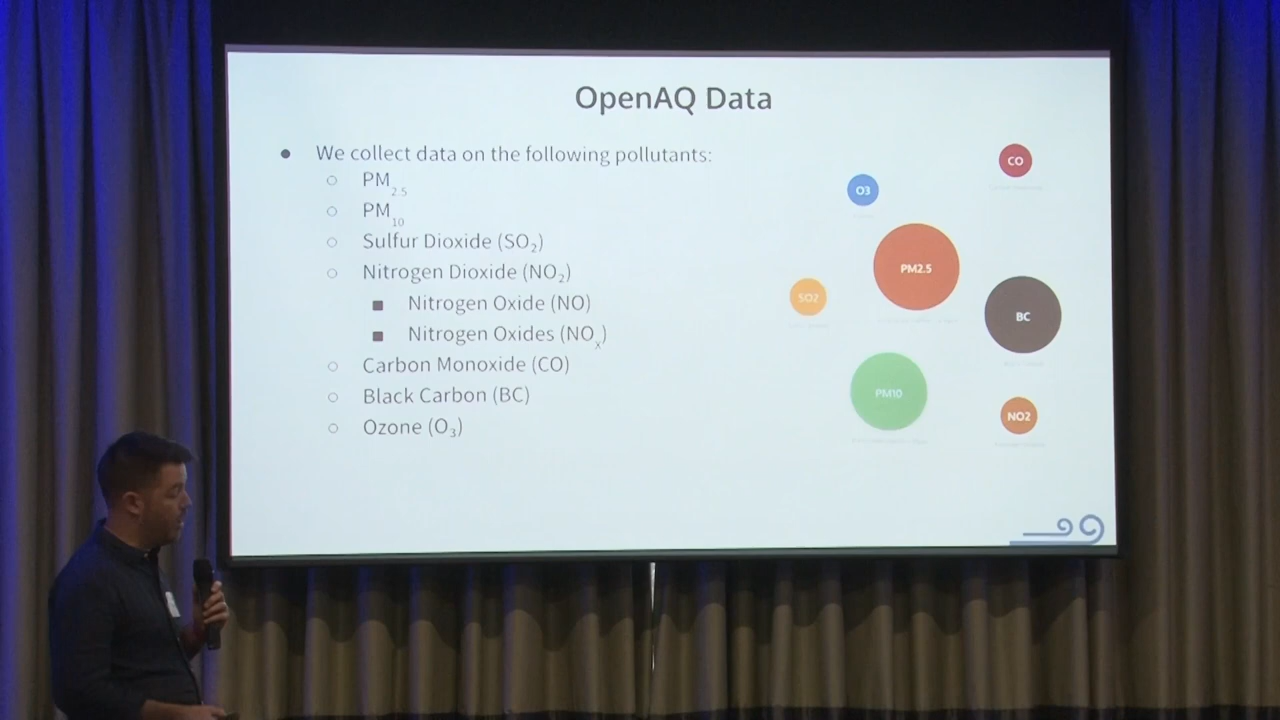 OpenAQ Data
● We collect data on the following pollutants:
○ PM₂.₅
○ PM₁₀
○ Sulfur Dioxide (SO₂)
○ Nitrogen Dioxide (NO₂)
■ Nitrogen Oxide (NO)
■ Nitrogen Oxides (NOₓ)
○ Carbon Monoxide (CO)
○ Black Carbon (BC)
○ Ozone (O₃)
CO
O3
PM2.5
SO2
BC
PM10
NO2